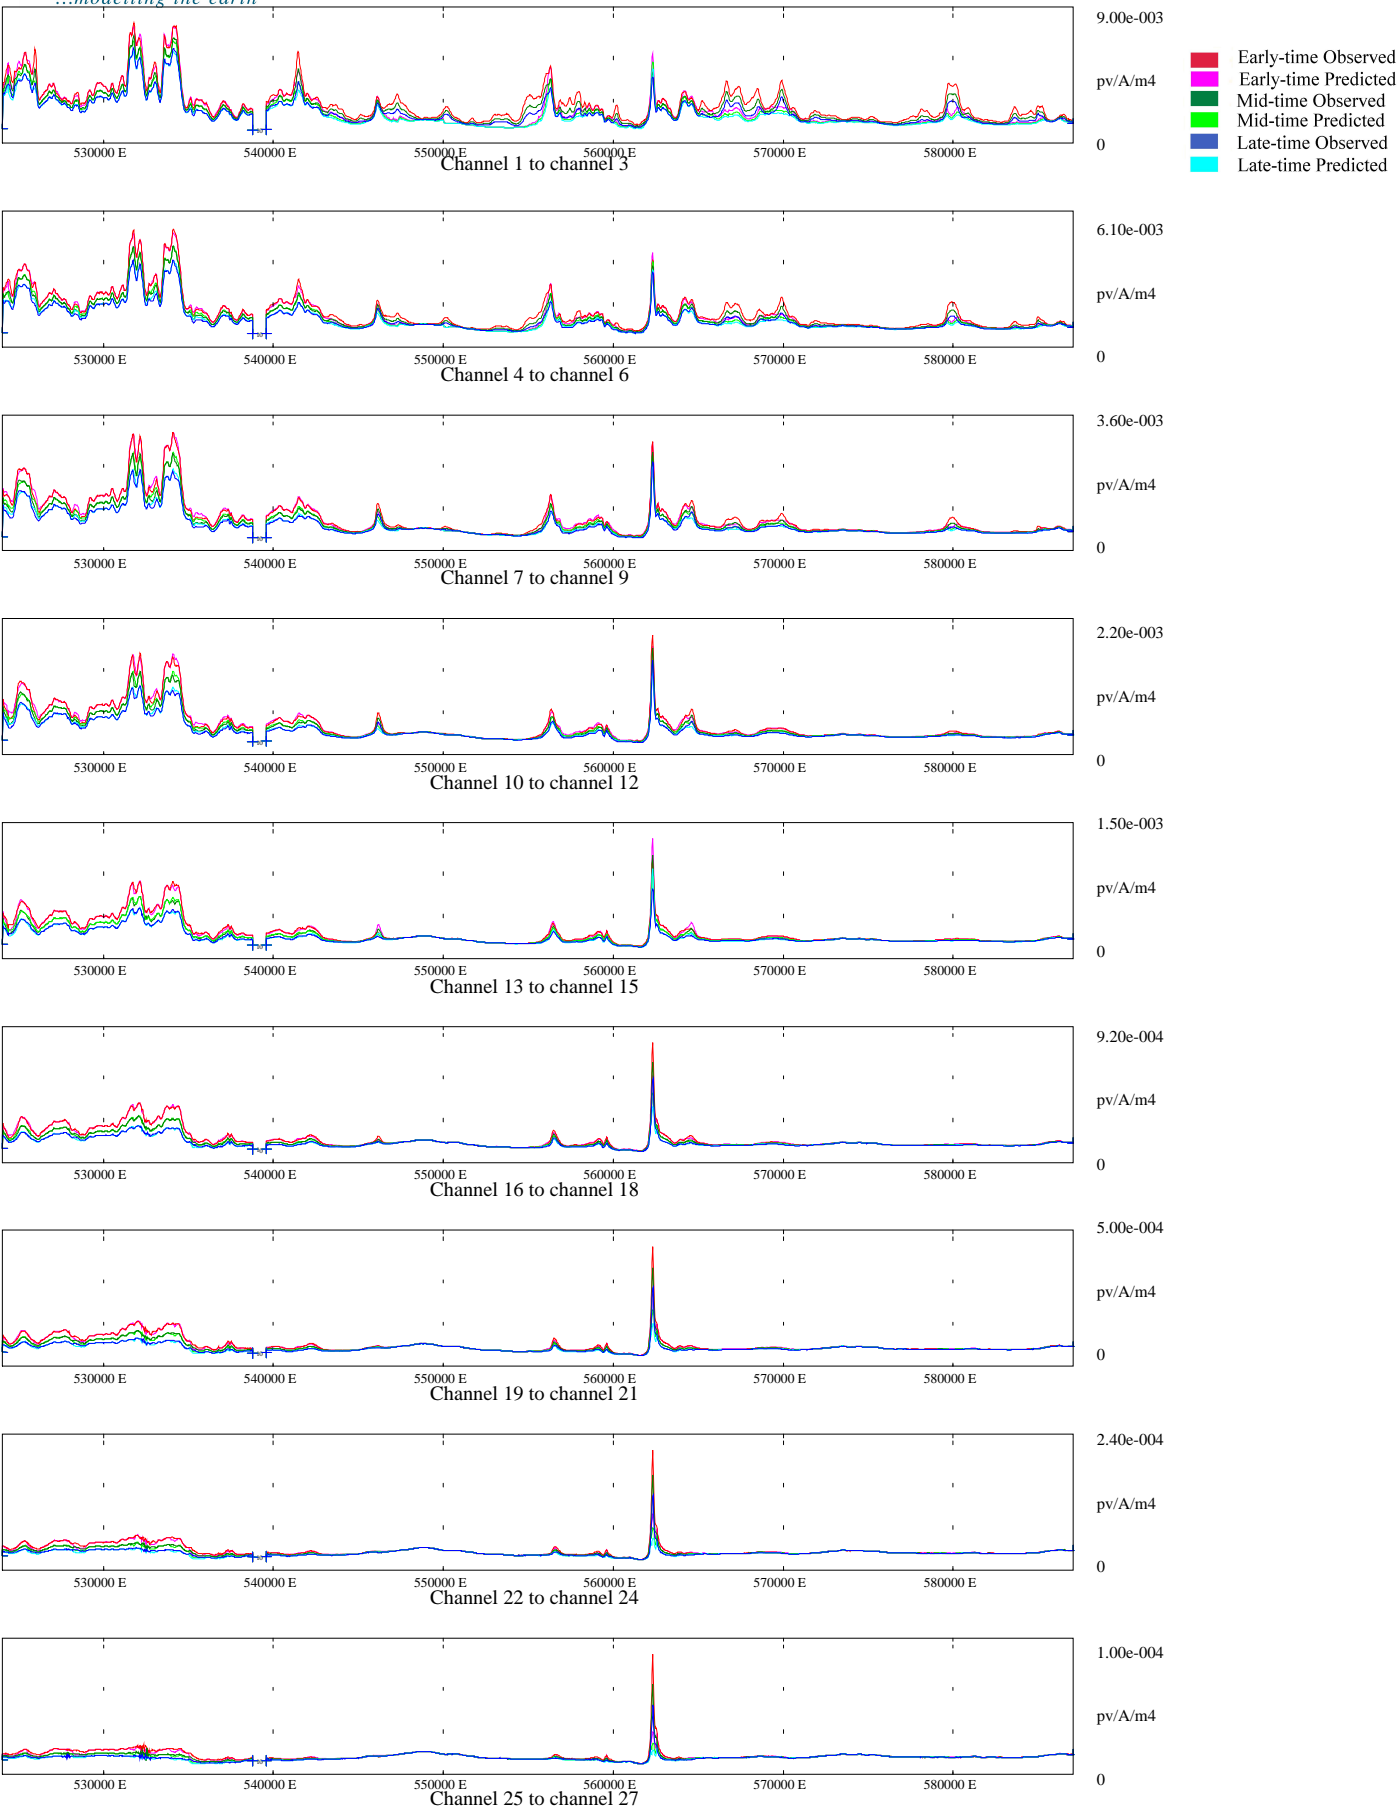 ...modelling the earth
9.00e-003
pv/A/m4
0
530000 E 540000 E 550000 E 560000 E 570000 E 580000 E
Channel 1 to channel 3
Early-time Observed
Early-time Predicted
Mid-time Observed
Mid-time Predicted
Late-time Observed
Late-time Predicted
6.10e-003
pv/A/m4
0
530000 E 540000 E 550000 E 560000 E 570000 E 580000 E
Channel 4 to channel 6
3.60e-003
pv/A/m4
0
530000 E 540000 E 550000 E 560000 E 570000 E 580000 E
Channel 7 to channel 9
2.20e-003
pv/A/m4
0
530000 E 540000 E 550000 E 560000 E 570000 E 580000 E
Channel 10 to channel 12
1.50e-003
pv/A/m4
0
530000 E 540000 E 550000 E 560000 E 570000 E 580000 E
Channel 13 to channel 15
9.20e-004
pv/A/m4
0
530000 E 540000 E 550000 E 560000 E 570000 E 580000 E
Channel 16 to channel 18
5.00e-004
pv/A/m4
0
530000 E 540000 E 550000 E 560000 E 570000 E 580000 E
Channel 19 to channel 21
2.40e-004
pv/A/m4
0
530000 E 540000 E 550000 E 560000 E 570000 E 580000 E
Channel 22 to channel 24
1.00e-004
pv/A/m4
0
530000 E 540000 E 550000 E 560000 E 570000 E 580000 E
Channel 25 to channel 27